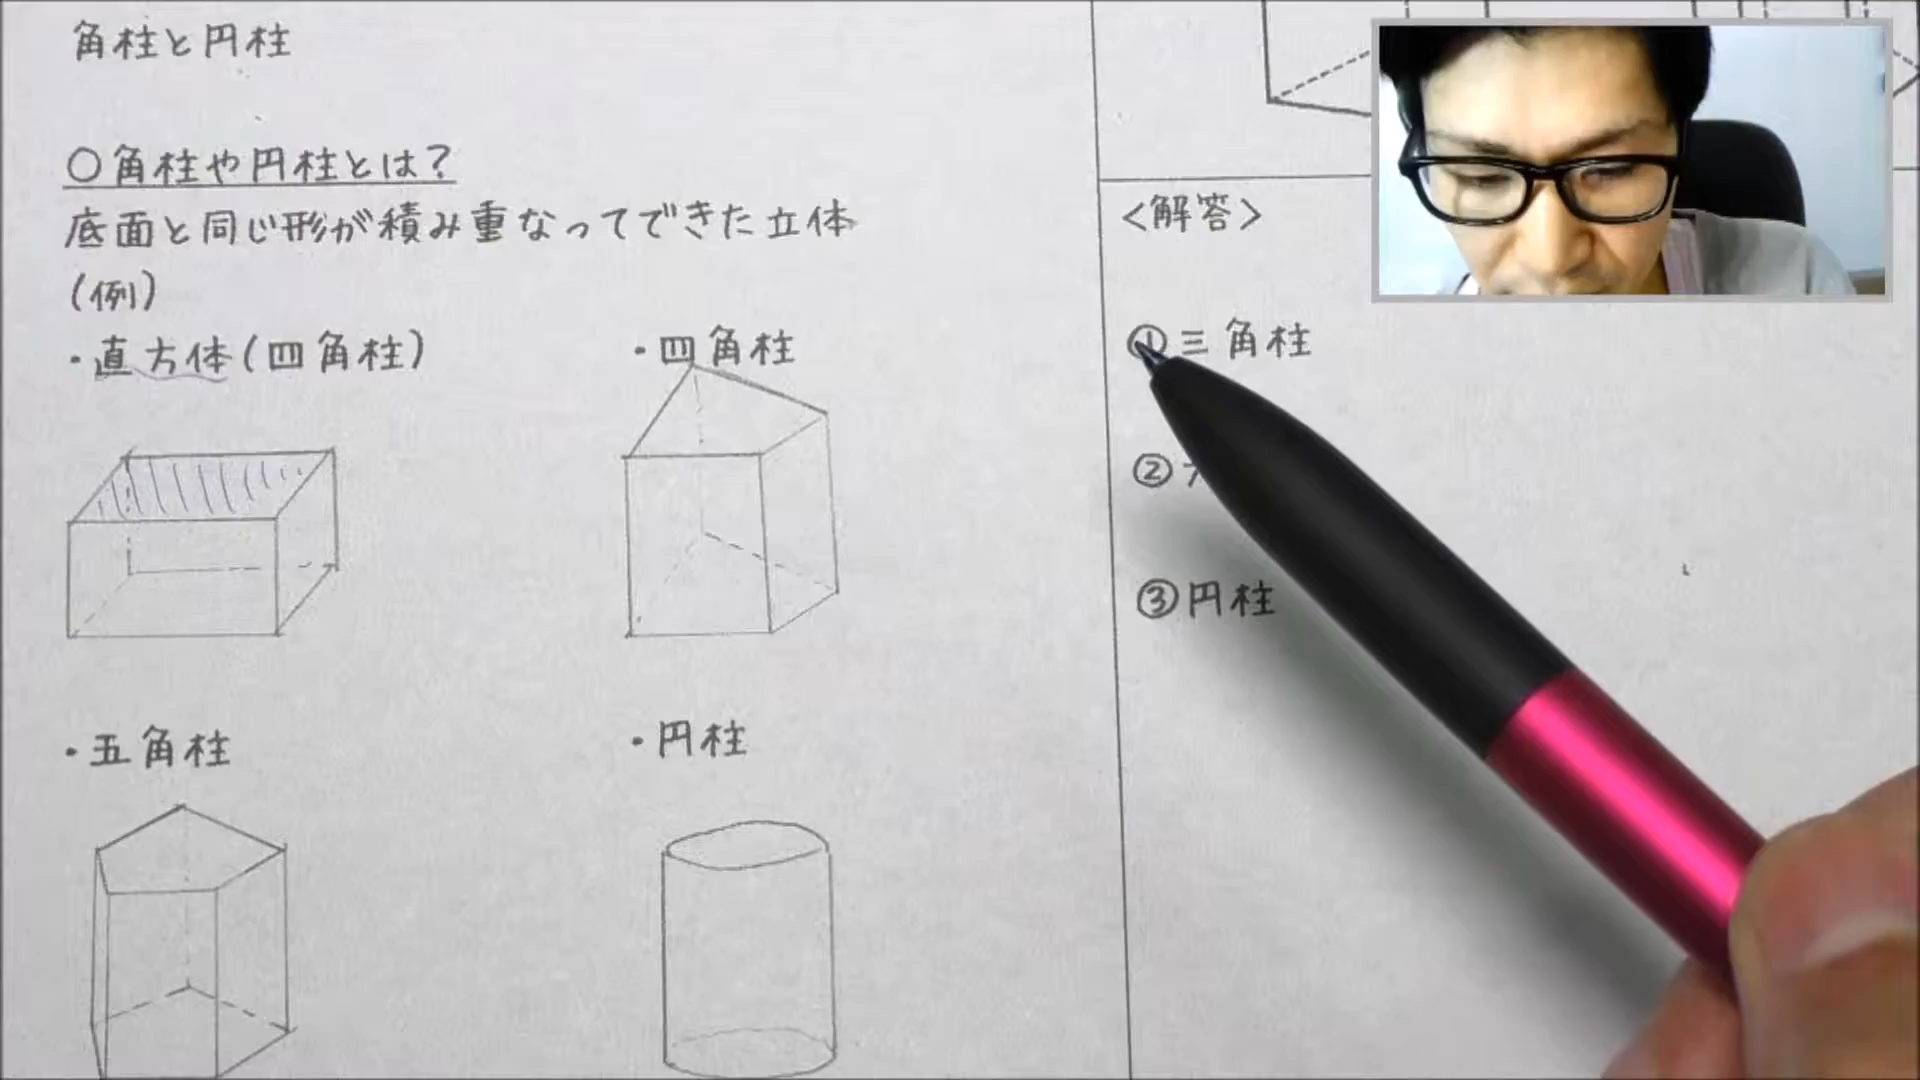 角柱と円柱
○角柱や円柱とは?
底面と同じ形が積み重なってできた立体
(例)
・直方体(四角柱)
・四角柱
・五角柱
・円柱
<解答>
①三角柱
②
③円柱